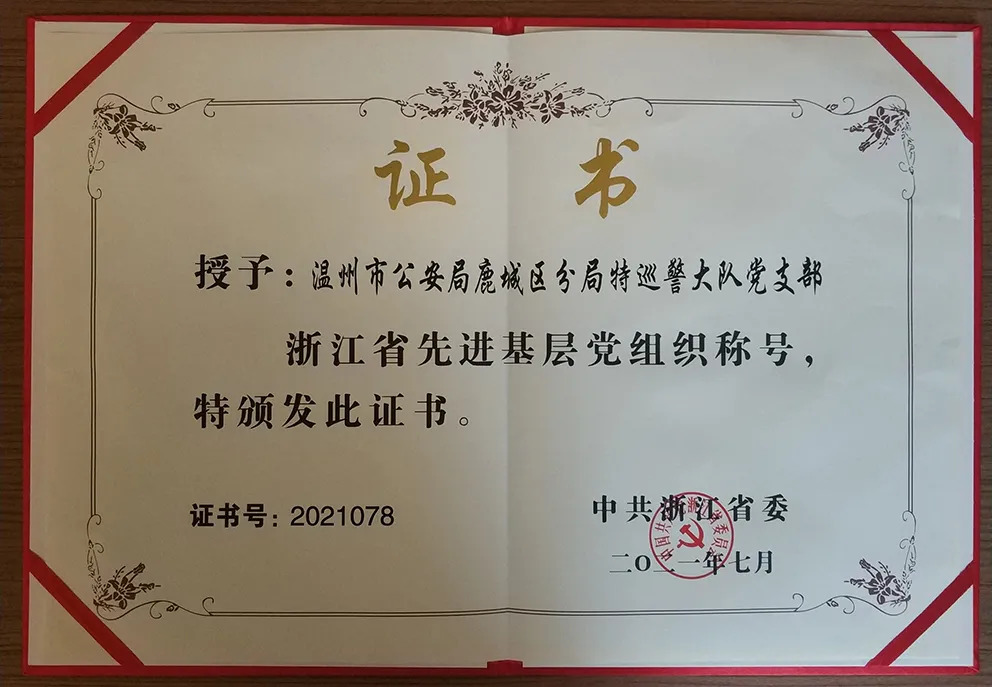 证书
授予：温州市公安局鹿城区分局特巡警大队党支部
浙江省先进基层党组织称号，
特颁发此证书。
证书号：2021078
中共浙江省委
二〇二一年七月